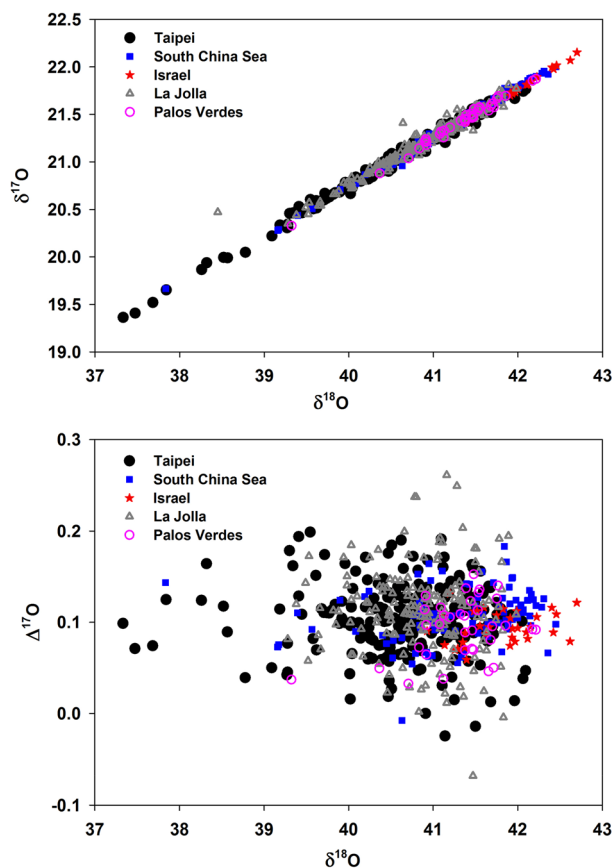 22.5
22.0
21.5
21.0
20.5
20.0
19.5
19.0
δ¹⁷O
Taipei
South China Sea
Israel
La Jolla
Palos Verdes
37 38 39 40 41 42 43
δ¹⁸O
0.3
0.2
0.1
0.0
-0.1
Δ¹⁷O
Taipei
South China Sea
Israel
La Jolla
Palos Verdes
37 38 39 40 41 42 43
δ¹⁸O